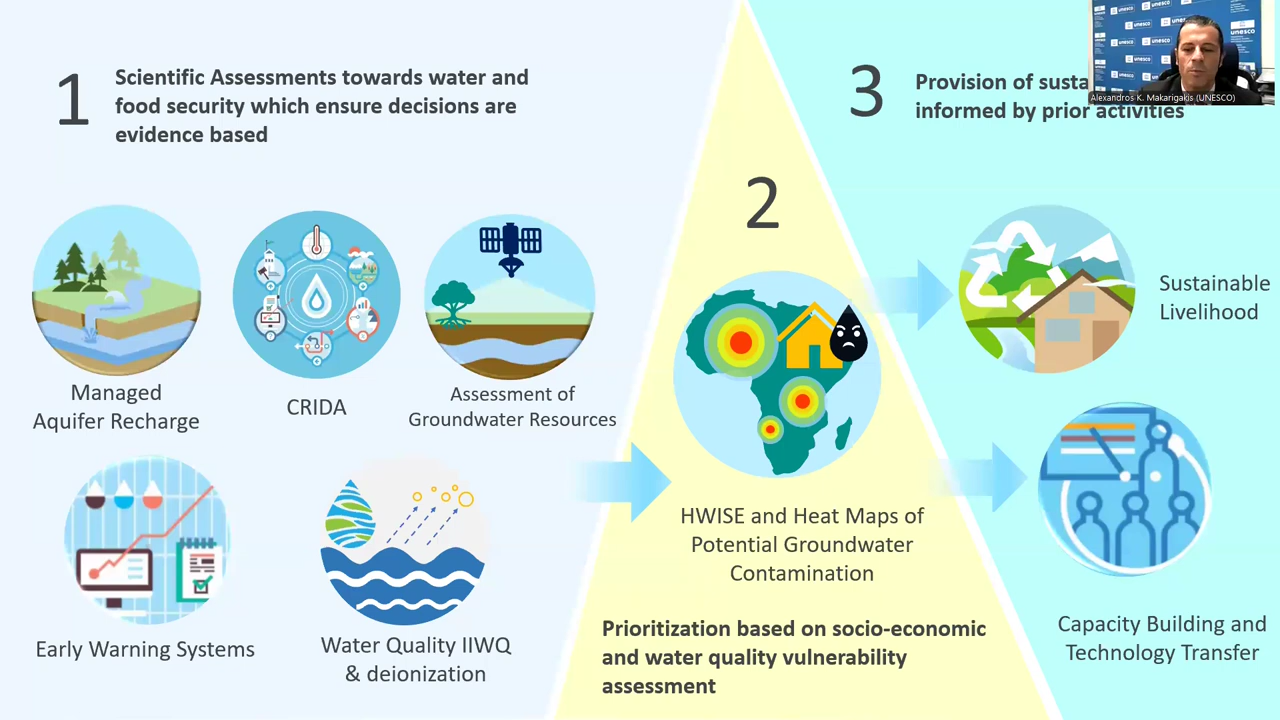 1
Scientific Assessments towards water and
food security which ensure decisions are
evidence based
Managed
Aquifer Recharge
CRIDA
Assessment of
Groundwater Resources
Early Warning Systems
Water Quality IIWQ
& deionization
2
HWISE and Heat Maps of
Potential Groundwater
Contamination
Prioritization based on socio-economic
and water quality vulnerability
assessment
3
Provision of
informed by prior activities
Sustainable
Livelihood
Capacity Building and
Technology Transfer
unesco
Alexandros K. Makarigakis (UNESCO)